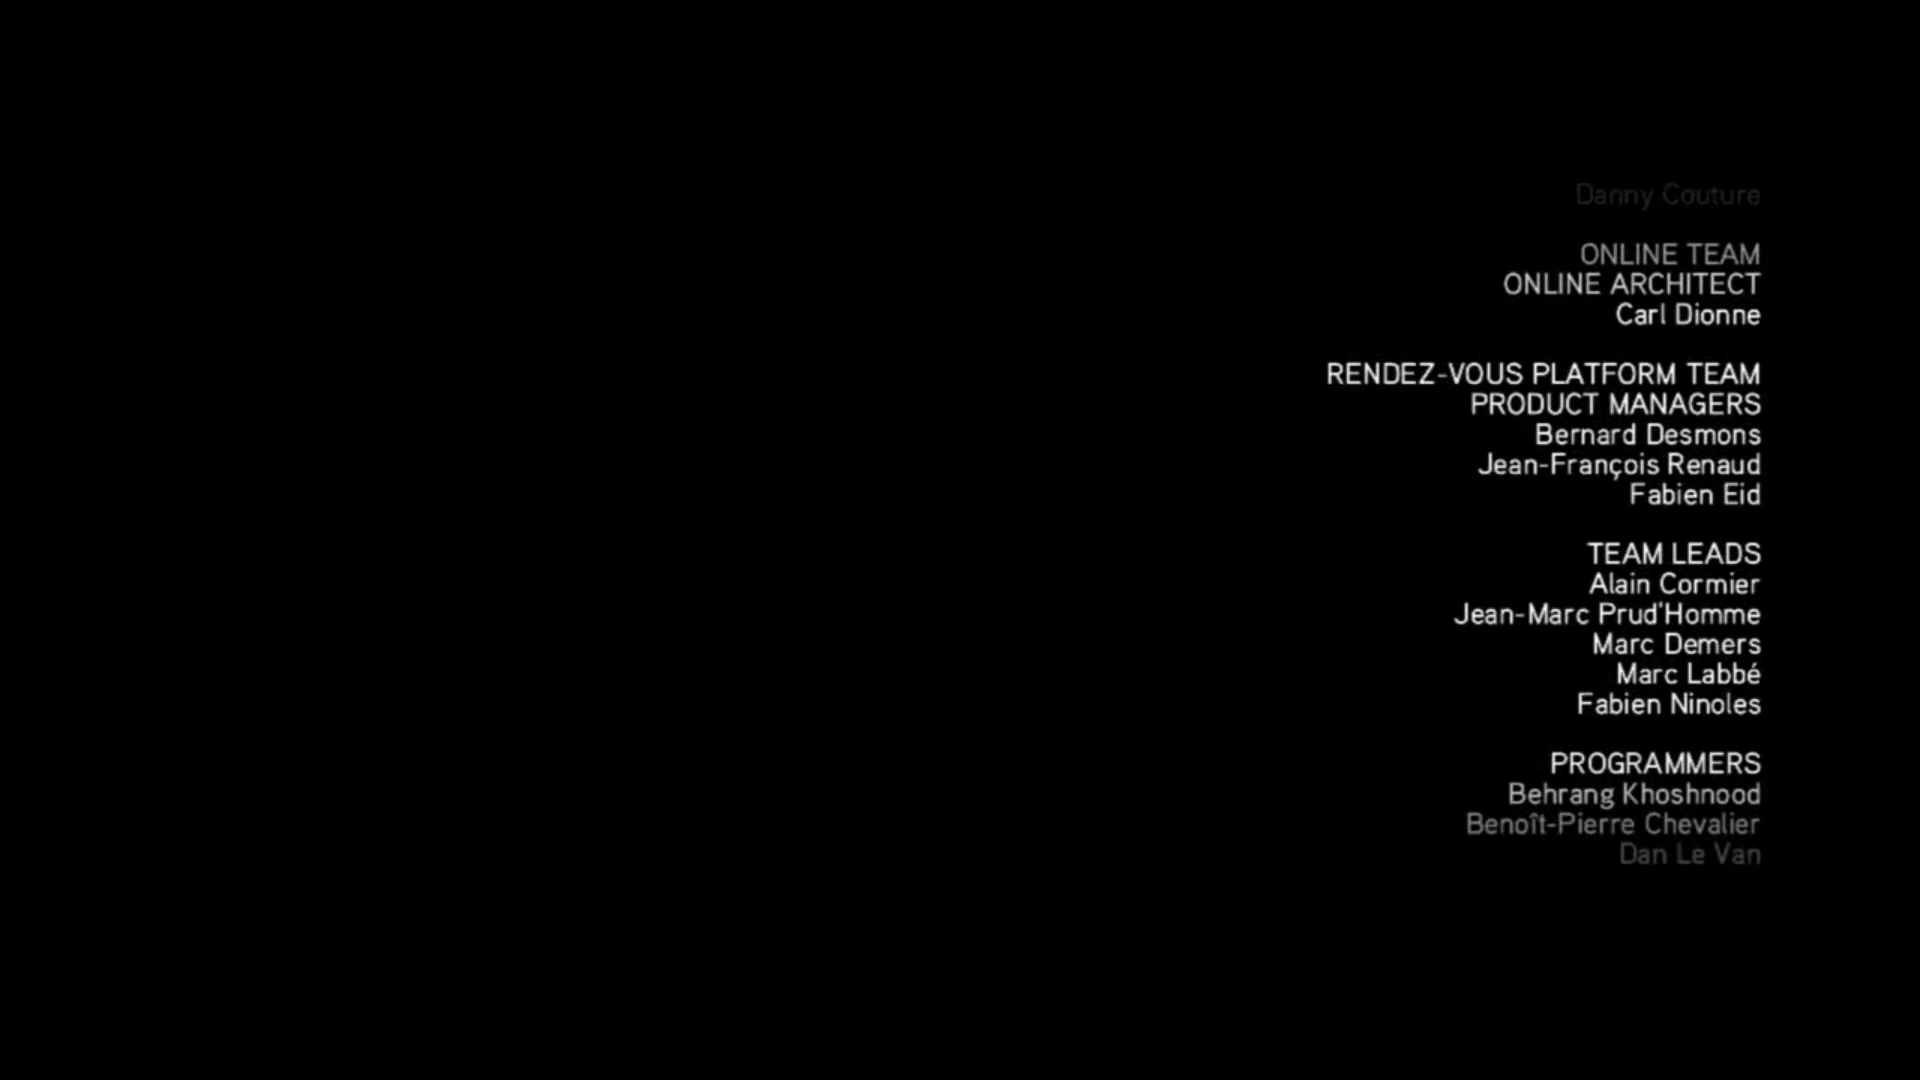 Danny Couture
ONLINE TEAM
ONLINE ARCHITECT
Carl Dionne
RENDEZ-VOUS PLATFORM TEAM
PRODUCT MANAGERS
Bernard Desmons
Jean-François Renaud
Fabien Eid
TEAM LEADS
Alain Cormier
Jean-Marc Prud'Homme
Marc Demers
Marc Labbé
Fabien Ninoles
PROGRAMMERS
Behrang Khoshnood
Benoît-Pierre Chevalier
Dan Le Van